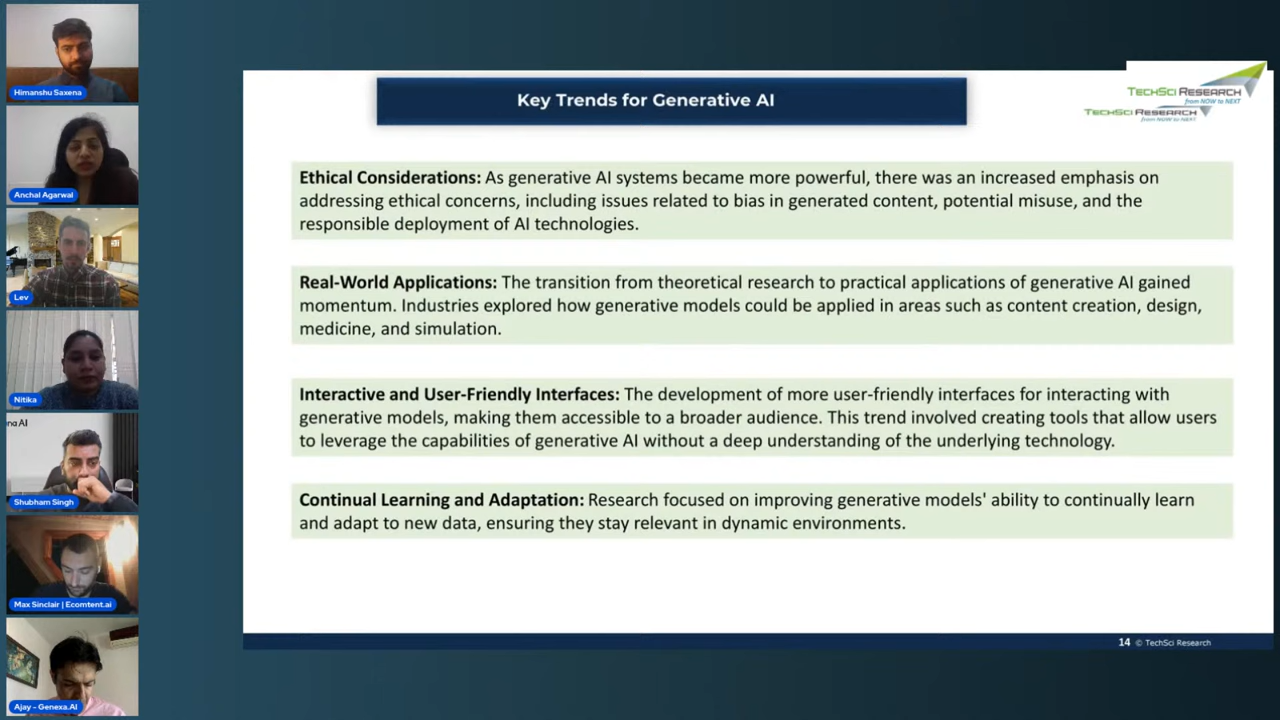 Himanshu Saxena
Anchal Agarwal
Lev
Nitika
na AI
Shubham Singh
Max Sinclair | Ecomtent.ai
Ajay - Genexa.AI
Key Trends for Generative AI
TECHSCI RESEARCH
from NOW to NEXT
TECHSCI RESEARCH
from NOW to NEXT
Ethical Considerations: As generative AI systems became more powerful, there was an increased emphasis on
addressing ethical concerns, including issues related to bias in generated content, potential misuse, and the
responsible deployment of AI technologies.
Real-World Applications: The transition from theoretical research to practical applications of generative AI gained
momentum. Industries explored how generative models could be applied in areas such as content creation, design,
medicine, and simulation.
Interactive and User-Friendly Interfaces: The development of more user-friendly interfaces for interacting with
generative models, making them accessible to a broader audience. This trend involved creating tools that allow users
to leverage the capabilities of generative AI without a deep understanding of the underlying technology.
Continual Learning and Adaptation: Research focused on improving generative models' ability to continually learn
and adapt to new data, ensuring they stay relevant in dynamic environments.
14 © TechSci Research